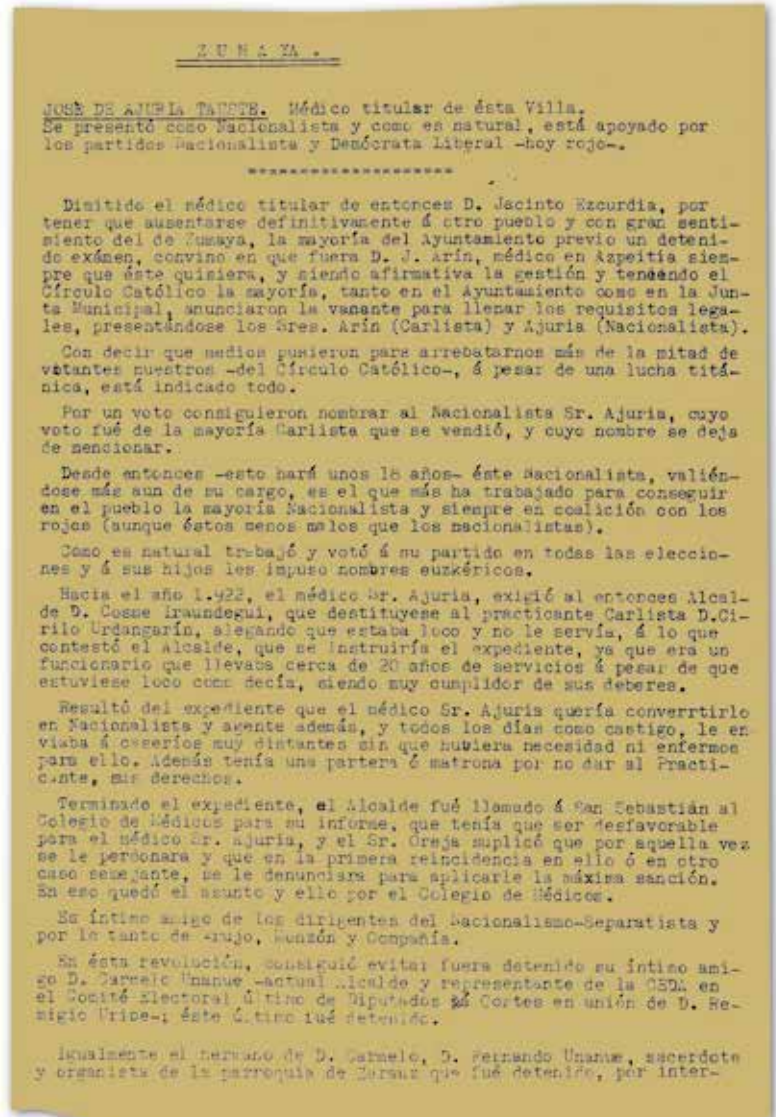 ZUMAYA.
JOSE DE AJURIA TAUSTE. Médico titular de ésta Villa.
Se presentó como Nacionalista y como es natural, está apoyado por
los partidos Nacionalista y Demócrata Liberal -hoy rojo-.
====================
Dimitido el médico titular de entonces D. Jacinto Ezcurdia, por
tener que ausentarse definitivamente á otro pueblo y con gran senti-
miento del de Zumaya, la mayoría del Ayuntamiento previo un deteni-
do exámen, convino en que fuera D. J. Arín, médico en Azpeitia siem-
pre que éste quisiera, y siendo afirmativa la gestión y teneendo el
Círculo Católico la mayoría, tanto en el Ayuntamiento como en la Jun-
ta Municipal, anunciaron la vanante para llenar los requisitos lega-
les, presentándose los Sres. Arín (Carlista) y Ajuria (Nacionalista).
Con decir que medios pusieron para arrebatarnos más de la mitad de
votantes nuestros -del Círculo Católico-, á pesar de una lucha titá-
nica, está indicado todo.
Por un voto consiguieron nombrar al Nacionalista Sr. Ajuria, cuyo
voto fué de la mayoría Carlista que se vendió, y cuyo nombre se deja
de mencionar.
Desde entonces -esto hará unos 18 años- éste Nacionalista, valién-
dose más aun de su cargo, es el que más ha trabajado para conseguir
en el pueblo la mayoría Nacionalista y siempre en coalición con los
rojos (aunque éstos menos malos que los nacionalistas).
Como es natural trabajó y votó á su partido en todas las eleccio-
nes y á sus hijos les impuso nombres euzkéricos.
Hacia el año 1.922, el médico Sr. Ajuria, exigió al entonces Alcal-
de D. Cosme Iraundegui, que destituyese al practicante Carlista D.Ci-
rilo Urdangarín, alegando que estaba loco y no le servía, á lo que
contestó el Alcalde, que se instruiría el expediente, ya que era un
funcionario que llevaba cerca de 20 años de servicios á pesar de que
estuviese loco como decía, siendo muy cumplidor de sus deberes.
Resultó del expediente que el médico Sr. Ajuria quería converrtirlo
en Nacionalista y agente además, y todos los días como castigo, le en
viaba á caseríos muy distantes sin que hubiera necesidad ni enfermos
para ello. Además tenía una partera ó matrona por no dar al Practi-
cante, sus derechos.
Terminado el expediente, el Alcalde fué llamado á San Sebastián al
Colegio de Médicos para su informe, que tenía que ser desfavorable
para el médico Sr. Ajuria, y el Sr. Oreja suplicó que por aquella vez
se le perdonara y que en la primera reincidencia en ello ó en otro
caso semejante, se le denunciara para aplicarle la máxima sanción.
En eso quedó el asunto y ello por el Colegio de Médicos.
Es íntimo amigo de los dirigentes del Nacionalismo-Separatista y
por lo tanto de Irujo, Monzón y Compañía.
En ésta revolución, consiguió evitar fuera detenido su íntimo ami-
go D. Carmelo Unanue -actual Alcalde y representante de la CEDA en
el Comité Electoral último de Diputados á Cortes en unión de D. Re-
migio Uribe-; éste último fué detenido.
Igualmente el hermano de D. Carmelo, D. Fernando Unanue, sacerdote
y organista de la parroquia de Zarauz que fué detenido, por inter-